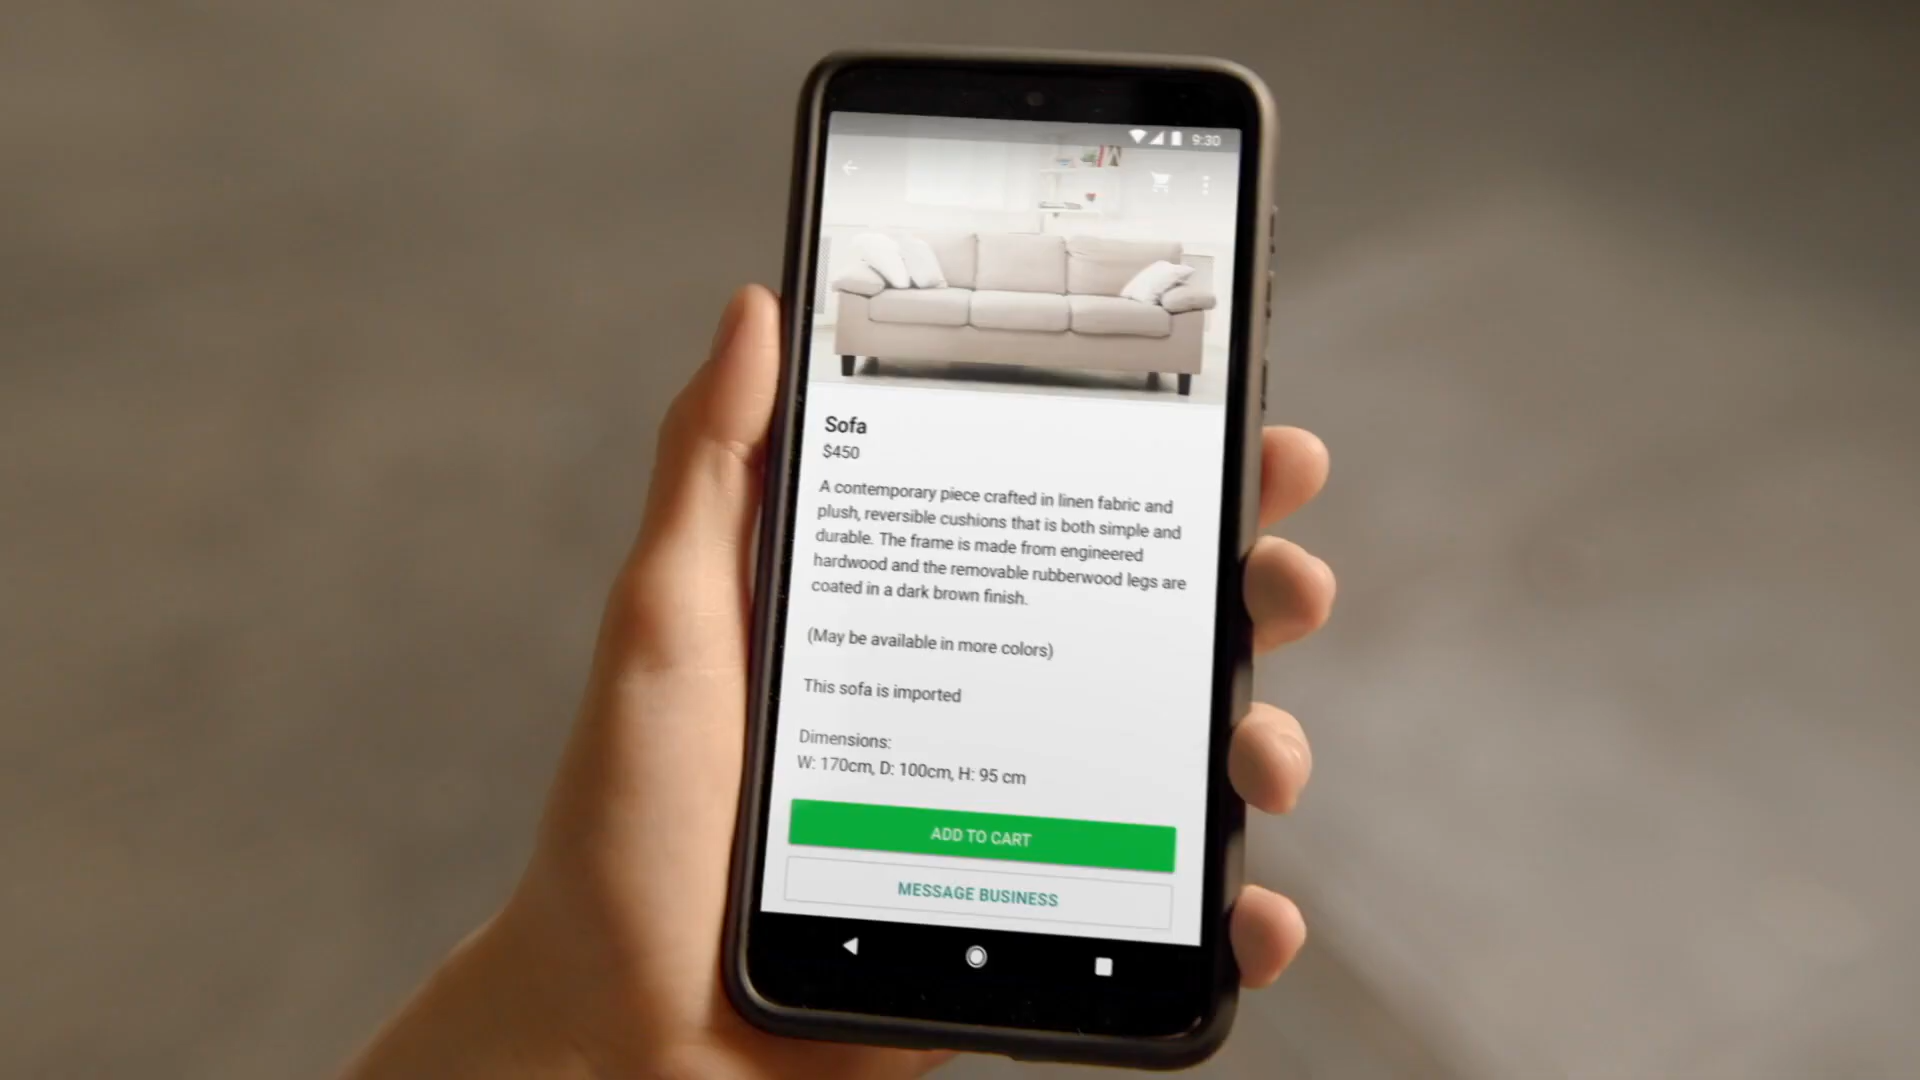 9:30
Sofa
$450
A contemporary piece crafted in linen fabric and
plush, reversible cushions that is both simple and
durable. The frame is made from engineered
hardwood and the removable rubberwood legs are
coated in a dark brown finish.
(May be available in more colors)
This sofa is imported
Dimensions:
W: 170cm, D: 100cm, H: 95 cm
ADD TO CART
MESSAGE BUSINESS